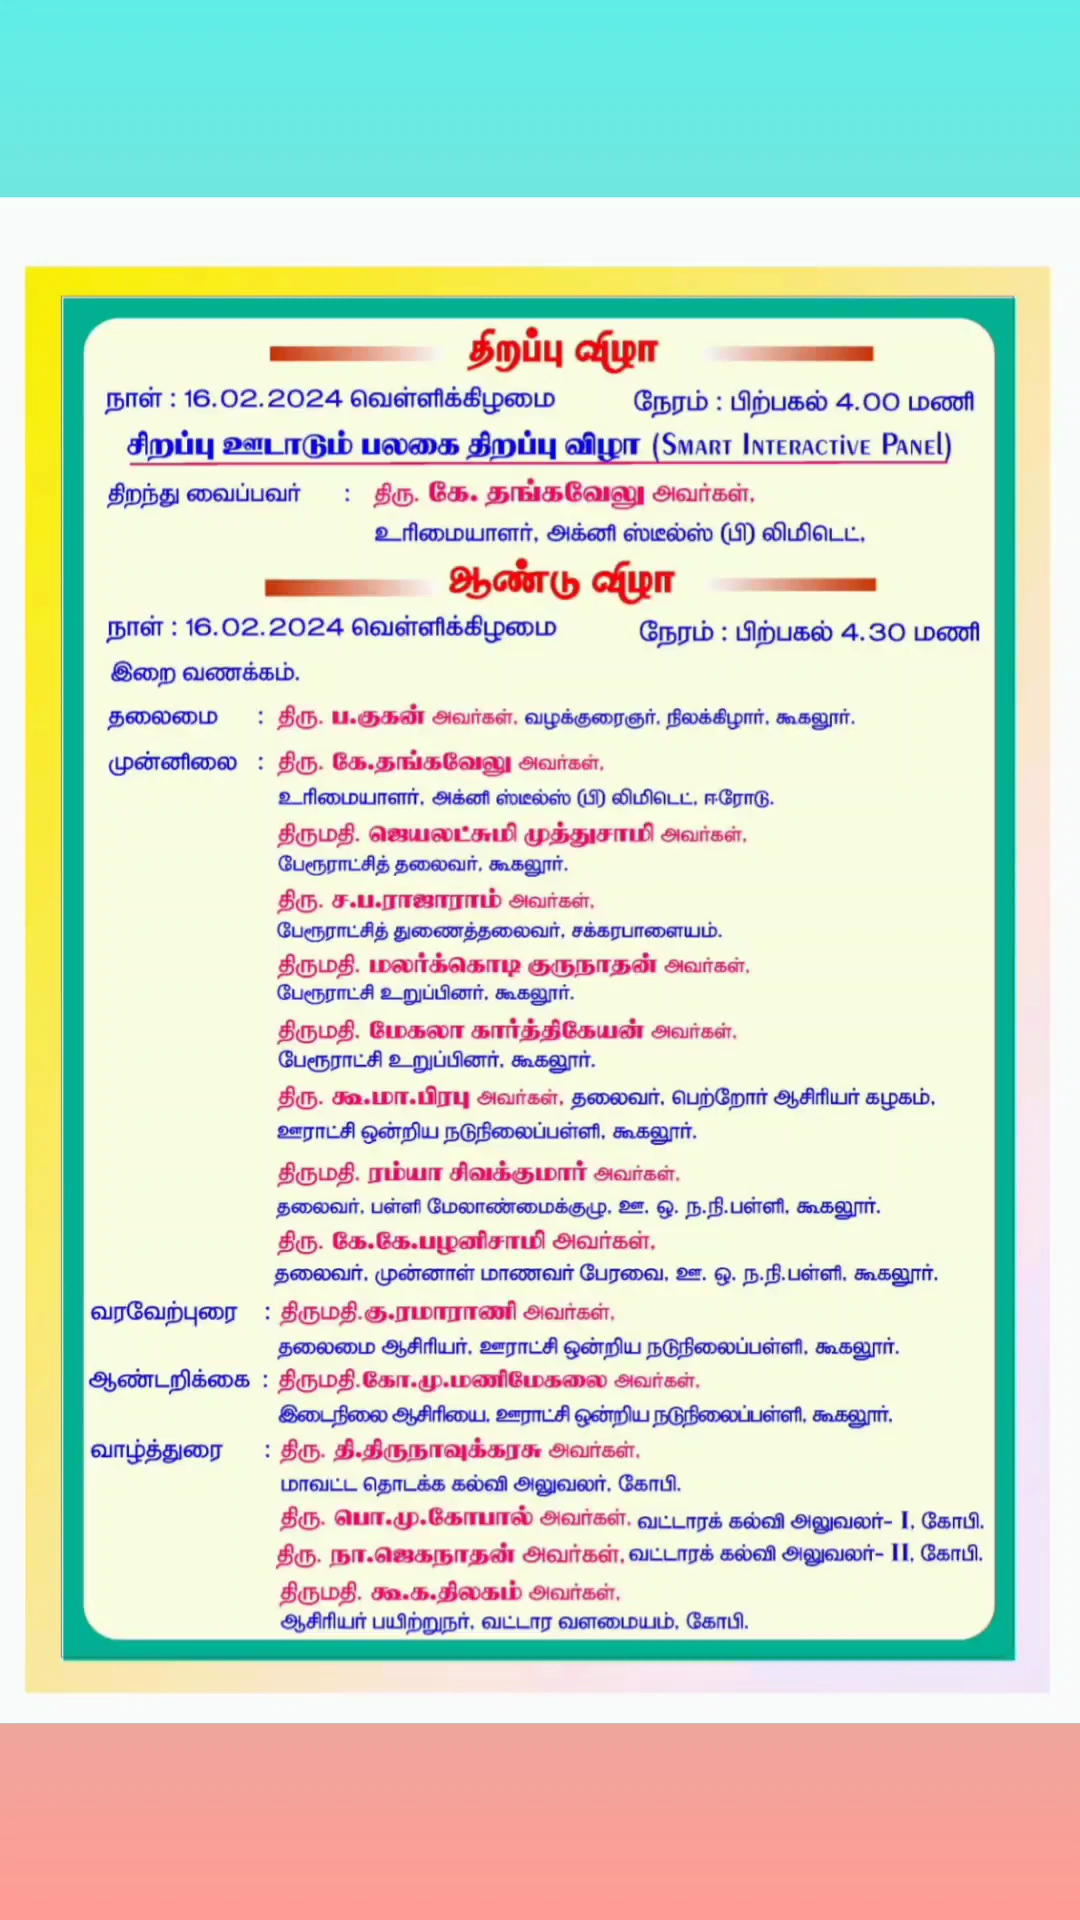 திறப்பு விழா
நாள் : 16.02.2024 வெள்ளிக்கிழமை நேரம் : பிற்பகல் 4.00 மணி
சிறப்பு ஊடாடும் பலகை திறப்பு விழா (Smart Interactive Panel)
திறந்து வைப்பவர் : திரு. கே. தங்கவேலு அவர்கள்,
உரிமையாளர், அக்னி ஸ்டீல்ஸ் (பி) லிமிடெட்,
ஆண்டு விழா
நாள் : 16.02.2024 வெள்ளிக்கிழமை நேரம் : பிற்பகல் 4.30 மணி
இறை வணக்கம்.
தலைமை : திரு. ப.குகன் அவர்கள், வழக்குரைஞர், நிலக்கிழார், கூகலூர்.
முன்னிலை : திரு. கே.தங்கவேலு அவர்கள்,
உரிமையாளர், அக்னி ஸ்டீல்ஸ் (பி) லிமிடெட், ஈரோடு.
திருமதி. ஜெயலட்சுமி முத்துசாமி அவர்கள்,
பேரூராட்சித் தலைவர், கூகலூர்.
திரு. ச.ப.ராஜாராம் அவர்கள்,
பேரூராட்சித் துணைத்தலைவர், சக்கரபாளையம்.
திருமதி. மலர்க்கொடி குருநாதன் அவர்கள்,
பேரூராட்சி உறுப்பினர், கூகலூர்.
திருமதி. மேகலா கார்த்திகேயன் அவர்கள்,
பேரூராட்சி உறுப்பினர், கூகலூர்.
திரு. கூ.மா.பிரபு அவர்கள், தலைவர், பெற்றோர் ஆசிரியர் கழகம்,
ஊராட்சி ஒன்றிய நடுநிலைப்பள்ளி, கூகலூர்.
திருமதி. ரம்யா சிவக்குமார் அவர்கள்,
தலைவர், பள்ளி மேலாண்மைக்குழு, ஊ. ஒ. ந.நி.பள்ளி, கூகலூர்.
திரு. கே.கே.பழனிசாமி அவர்கள்,
தலைவர், முன்னாள் மாணவர் பேரவை, ஊ. ஒ. ந.நி.பள்ளி, கூகலூர்.
வரவேற்புரை : திருமதி.கு.ரமாராணி அவர்கள்,
தலைமை ஆசிரியர், ஊராட்சி ஒன்றிய நடுநிலைப்பள்ளி, கூகலூர்.
ஆண்டறிக்கை : திருமதி.கோ.மு.மணிமேகலை அவர்கள்,
இடைநிலை ஆசிரியை, ஊராட்சி ஒன்றிய நடுநிலைப்பள்ளி, கூகலூர்,
வாழ்த்துரை : திரு. தி.திருநாவுக்கரசு அவர்கள்,
மாவட்ட தொடக்க கல்வி அலுவலர், கோபி.
திரு. பொ.மு.கோபால் அவர்கள், வட்டாரக் கல்வி அலுவலர்- I, கோபி.
திரு. நா.ஜெகநாதன் அவர்கள், வட்டாரக் கல்வி அலுவலர்- II, கோபி.
திருமதி. கூ.க.திலகம் அவர்கள்,
ஆசிரியர் பயிற்றுநர், வட்டார வளமையம், கோபி.